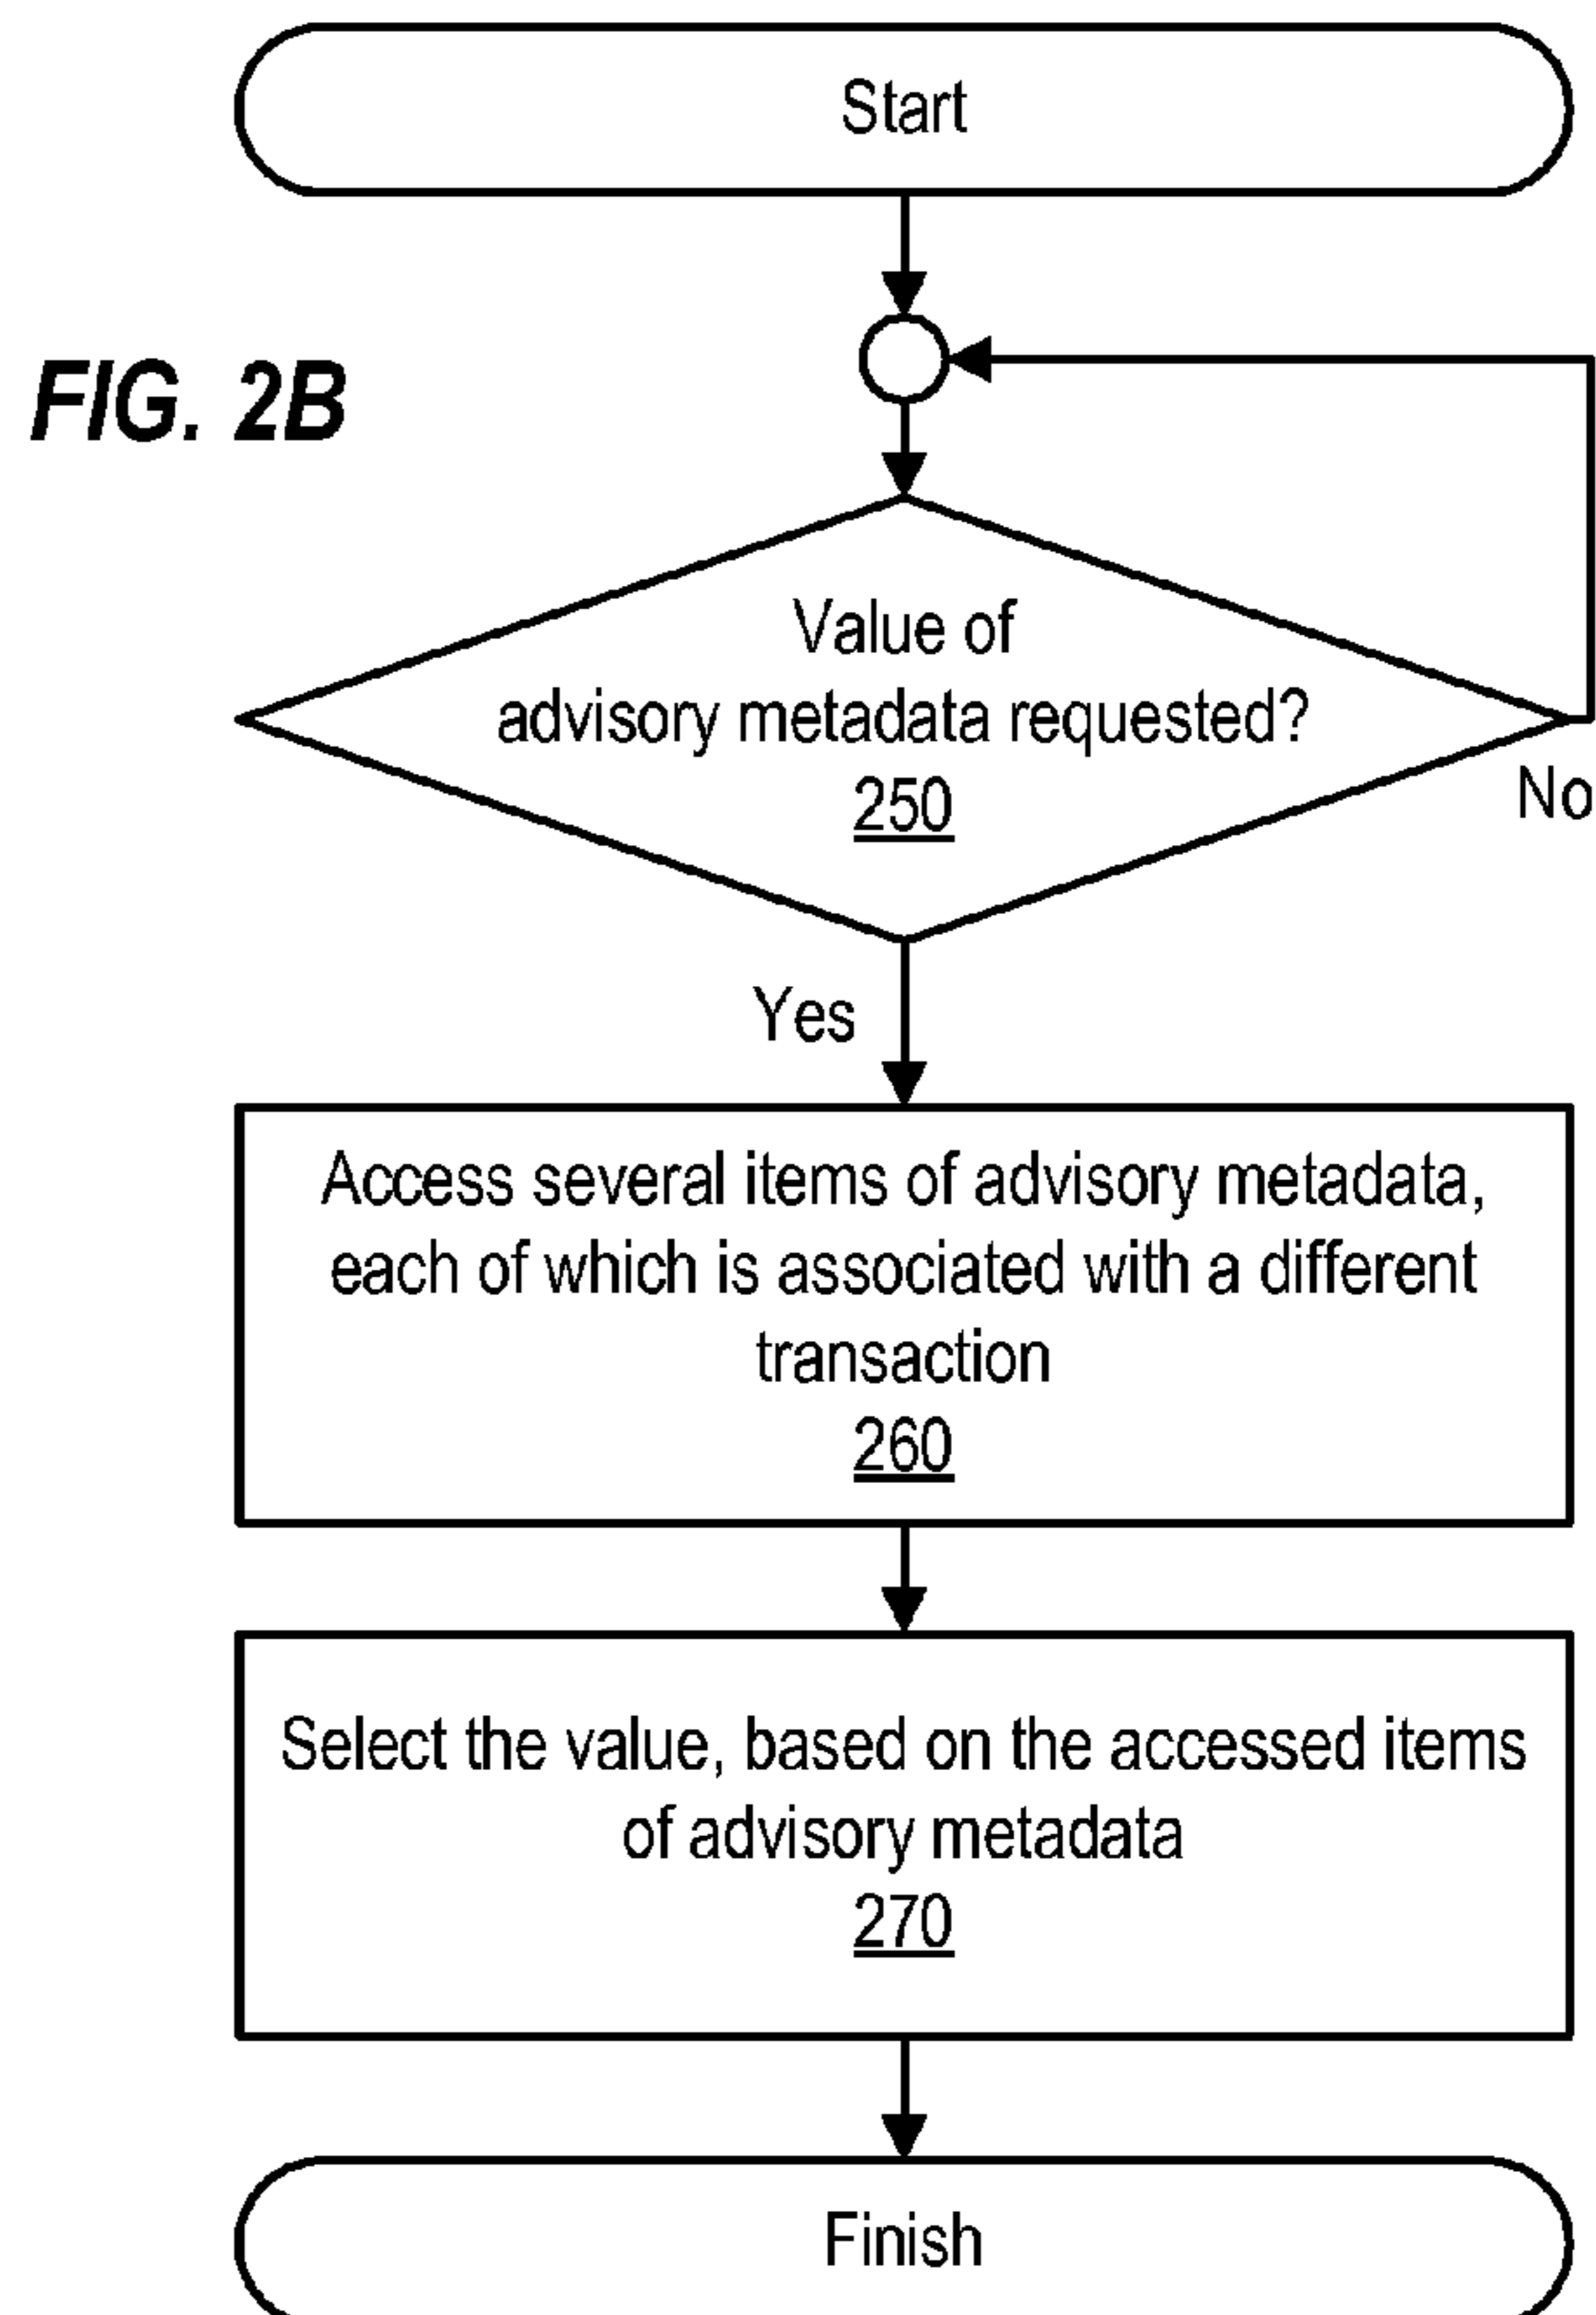 Start
FIG. 2B
Value of
advisory metadata requested?
250
No
Yes
Access several items of advisory metadata,
each of which is associated with a different
transaction
260
Select the value, based on the accessed items
of advisory metadata
270
Finish